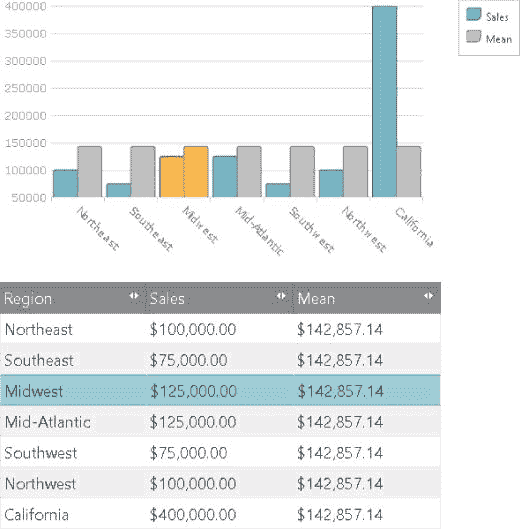 400000
350000
300000
250000
200000
150000
100000
50000
Northeast
Southeast
Midwest
Mid-Atlantic
Southwest
Northwest
California
Sales
Mean
Region Sales Mean
Northeast $100,000.00 $142,857.14
Southeast $75,000.00 $142,857.14
Midwest $125,000.00 $142,857.14
Mid-Atlantic $125,000.00 $142,857.14
Southwest $75,000.00 $142,857.14
Northwest $100,000.00 $142,857.14
California $400,000.00 $142,857.14